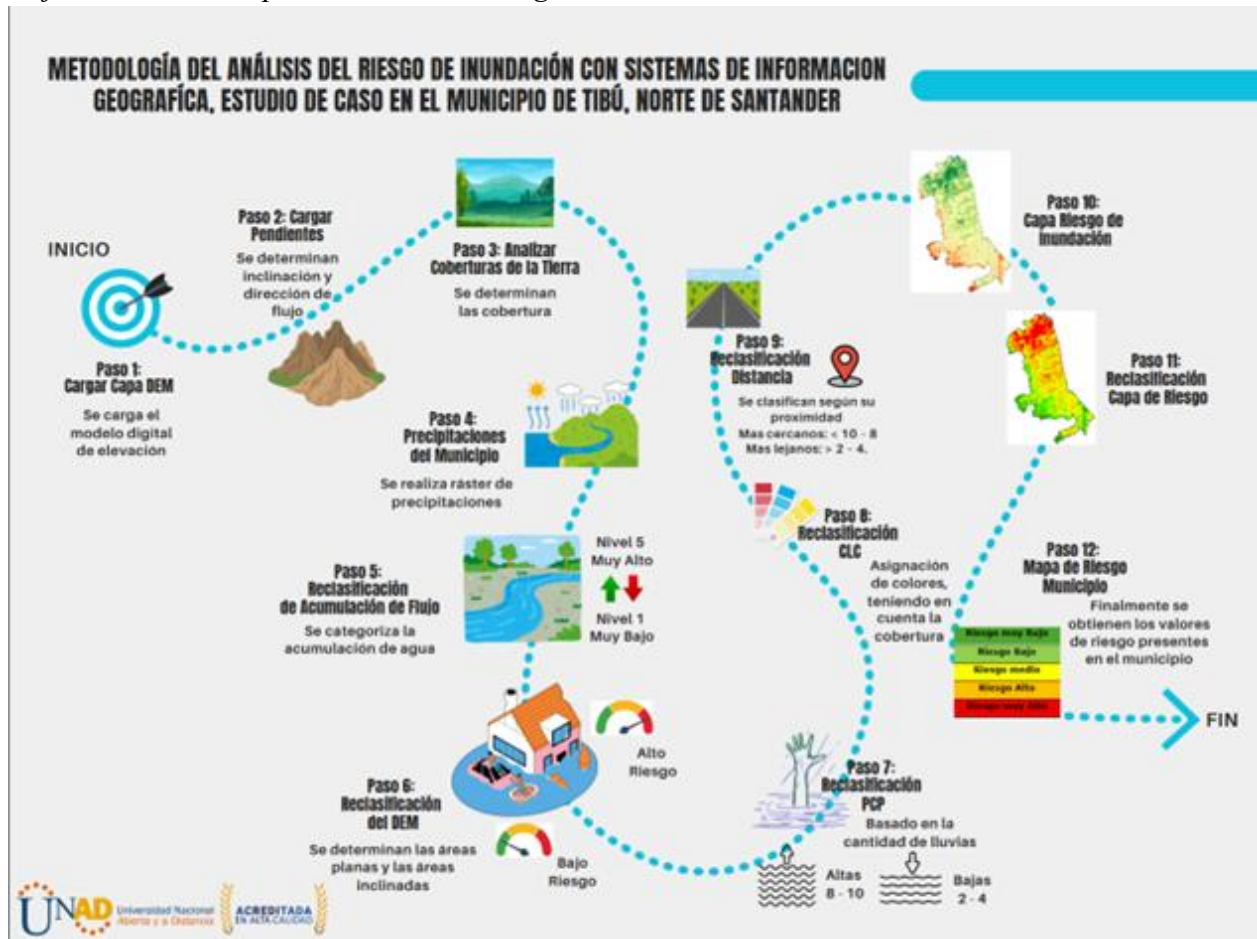 METODOLOGÍA DEL ANÁLISIS DEL RIESGO DE INUNDACIÓN CON SISTEMAS DE INFORMACION
GEOGRAFÍCA, ESTUDIO DE CASO EN EL MUNICIPIO DE TIBÚ, NORTE DE SANTANDER
INICIO
Paso 1:
Cargar Capa DEM
Se carga el
modelo digital
de elevación
Paso 2: Cargar
Pendientes
Se determinan
inclinación y
dirección de
flujo
Paso 3: Analizar
Coberturas de la Tierra
Se determinan
las cobertura
Paso 4:
Precipitaciones
del Municipio
Se realiza ráster de
precipitaciones
Paso 5:
Reclasificación
de Acumulación de Flujo
Se categoriza la
acumulación de agua
Nivel 5
Muy Alto
Nivel 1
Muy Bajo
Paso 6:
Reclasificación
del DEM
Se determinan las áreas
planas y las áreas
inclinadas
Alto
Riesgo
Bajo
Riesgo
Paso 7:
Reclasificación
PCP
Basado en la
cantidad de lluvias
Altas
8 - 10
Bajas
2 - 4
Paso 8:
Reclasificación
CLC
Asignación
de colores,
teniendo en
cuenta la
cobertura
Paso 9:
Reclasificación
Distancia
Se clasifican según su
proximidad
Mas cercanos: < 10 - 8
Mas lejanos: > 2 - 4.
Paso 10:
Capa Riesgo de
Inundación
Paso 11:
Reclasificación
Capa de Riesgo
Paso 12:
Mapa de Riesgo
Municipio
Finalmente se
obtienen los valores
de riesgo presentes
en el municipio
Riesgo muy Bajo
Riesgo Bajo
Riesgo medio
Riesgo Alto
Riesgo muy Alto
FIN
UNAD Universidad Nacional
Abierta y a Distancia
ACREDITADA
EN ALTA CALIDAD